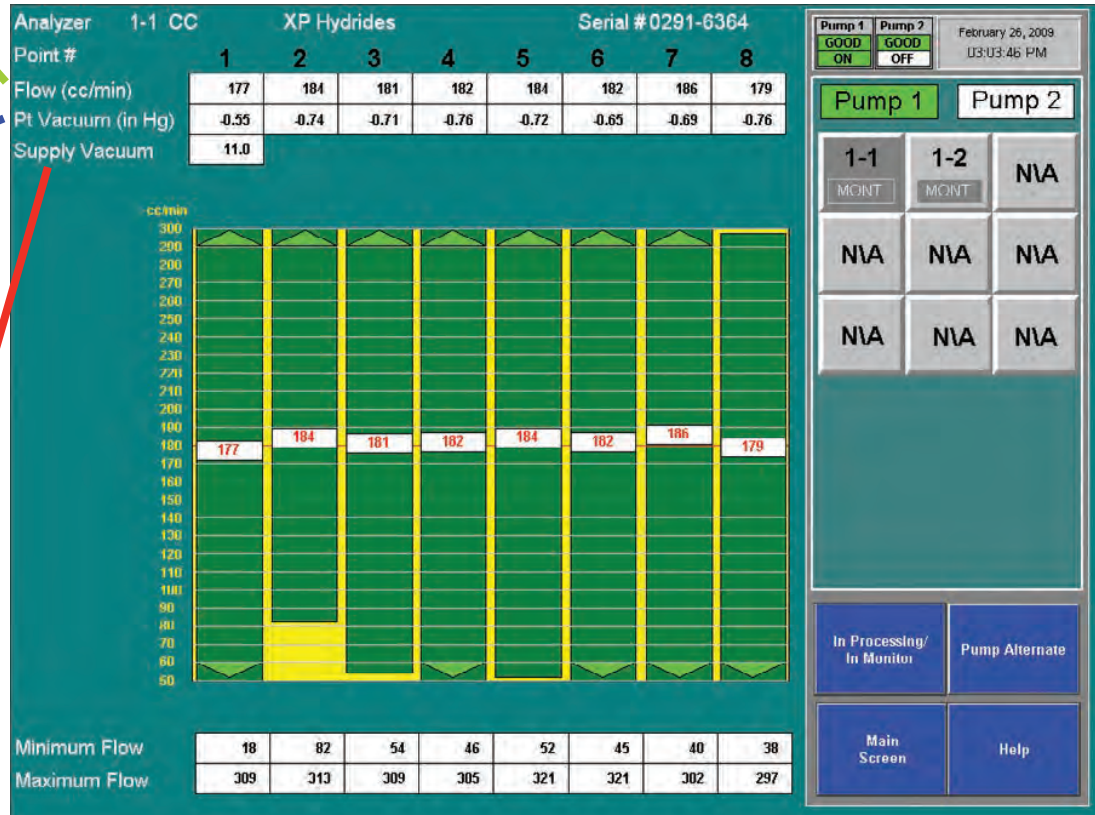 Analyzer 1-1 CC XP Hydrides Serial # 0291-6364
Point # 1 2 3 4 5 6 7 8
Flow (cc/min) 177 184 181 182 184 182 186 179
Pt Vacuum (in Hg) -0.55 -0.74 -0.71 -0.76 -0.72 -0.65 -0.69 -0.76
Supply Vacuum 11.0
cc/min
300
290
280
270
260
250
240
230
220
210
200
190
180
170
160
150
140
130
120
110
100
90
80
70
60
50
177 184 181 182 184 182 186 179
Minimum Flow 18 82 54 46 52 45 40 38
Maximum Flow 309 313 309 305 321 321 302 297
Pump 1 Pump 2
GOOD GOOD
ON OFF
February 26, 2009
03:03:46 PM
Pump 1 Pump 2
1-1 1-2 N\A
MONT MONT
N\A N\A N\A
N\A N\A N\A
In Processing/
In Monitor
Pump Alternate
Main
Screen
Help